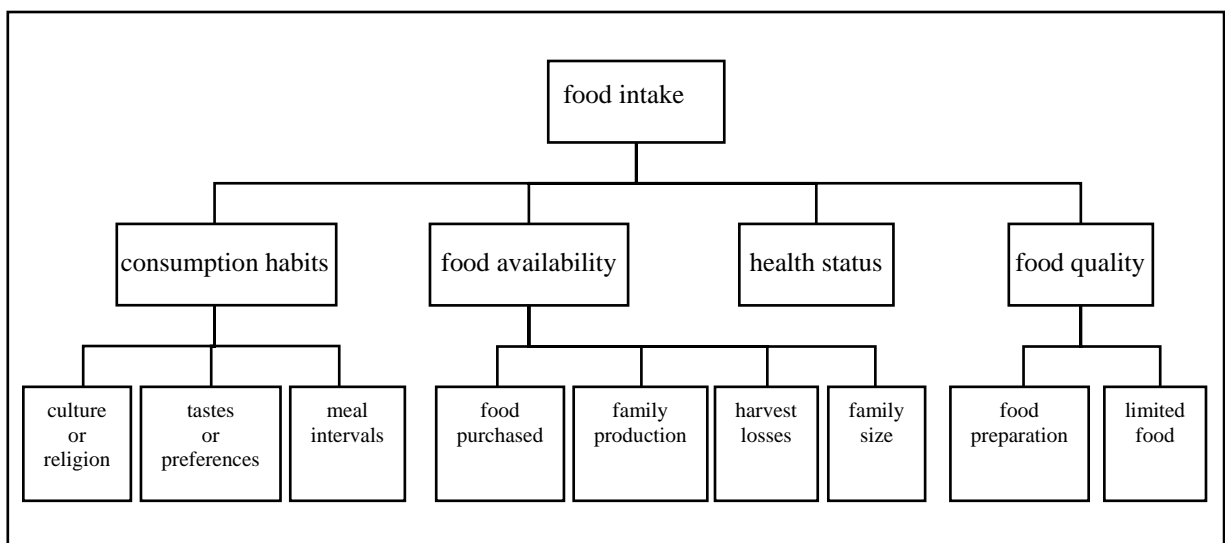 food intake
consumption habits
food availability
health status
food quality
culture
or
religion
tastes
or
preferences
meal
intervals
food
purchased
family
production
harvest
losses
family
size
food
preparation
limited
food